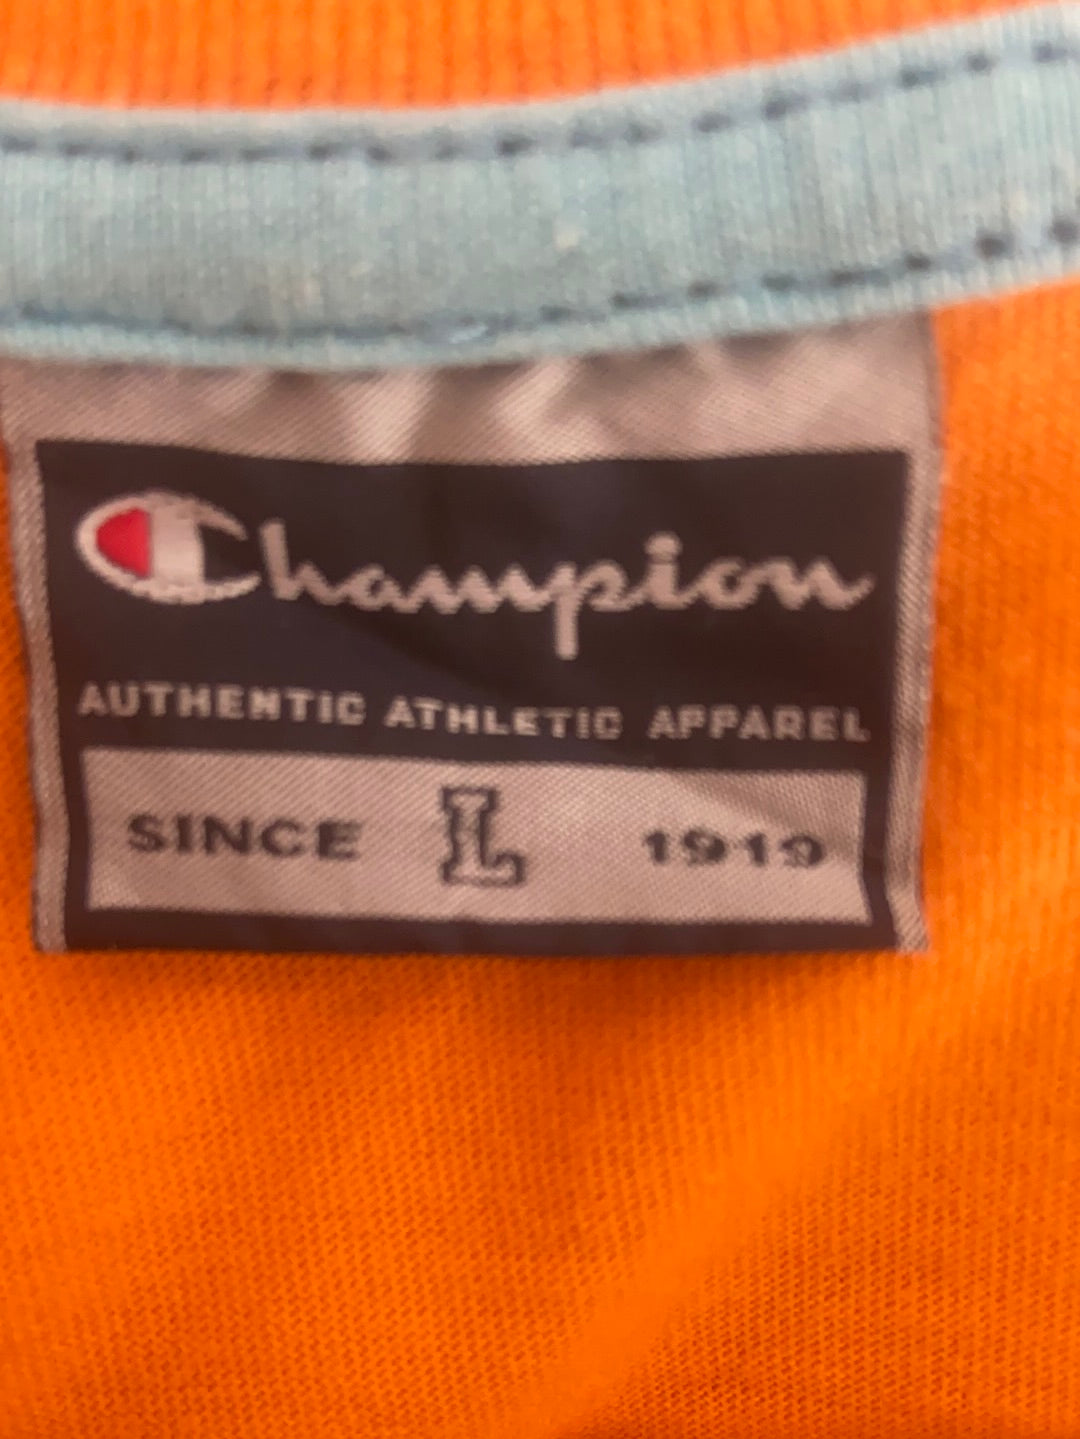 Champion
AUTHENTIC ATHLETIC APPAREL
SINCE L 1919